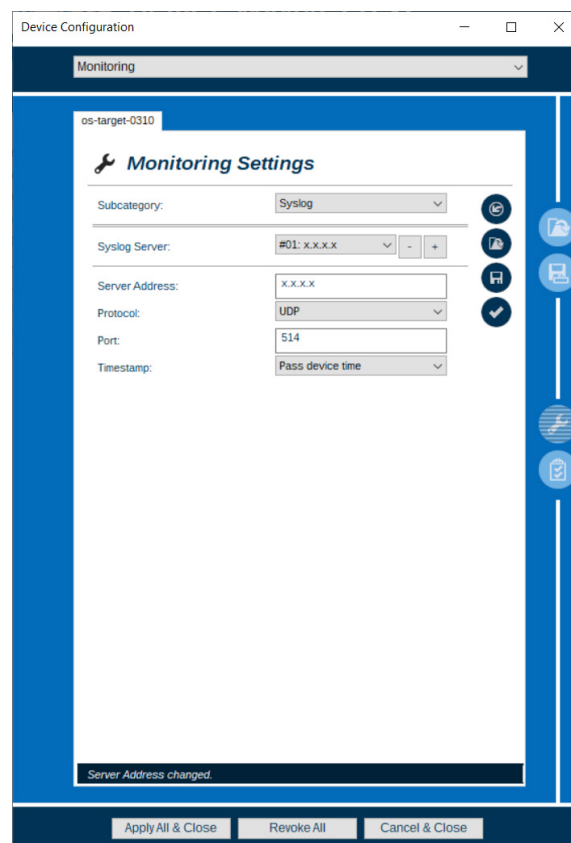 Device Configuration
Monitoring
os-target-0310
Monitoring Settings
Subcategory: Syslog
Syslog Server: #01: x.x.x.x - +
Server Address: x.x.x.x
Protocol: UDP
Port: 514
Timestamp: Pass device time
Server Address changed.
Apply All & Close Revoke All Cancel & Close